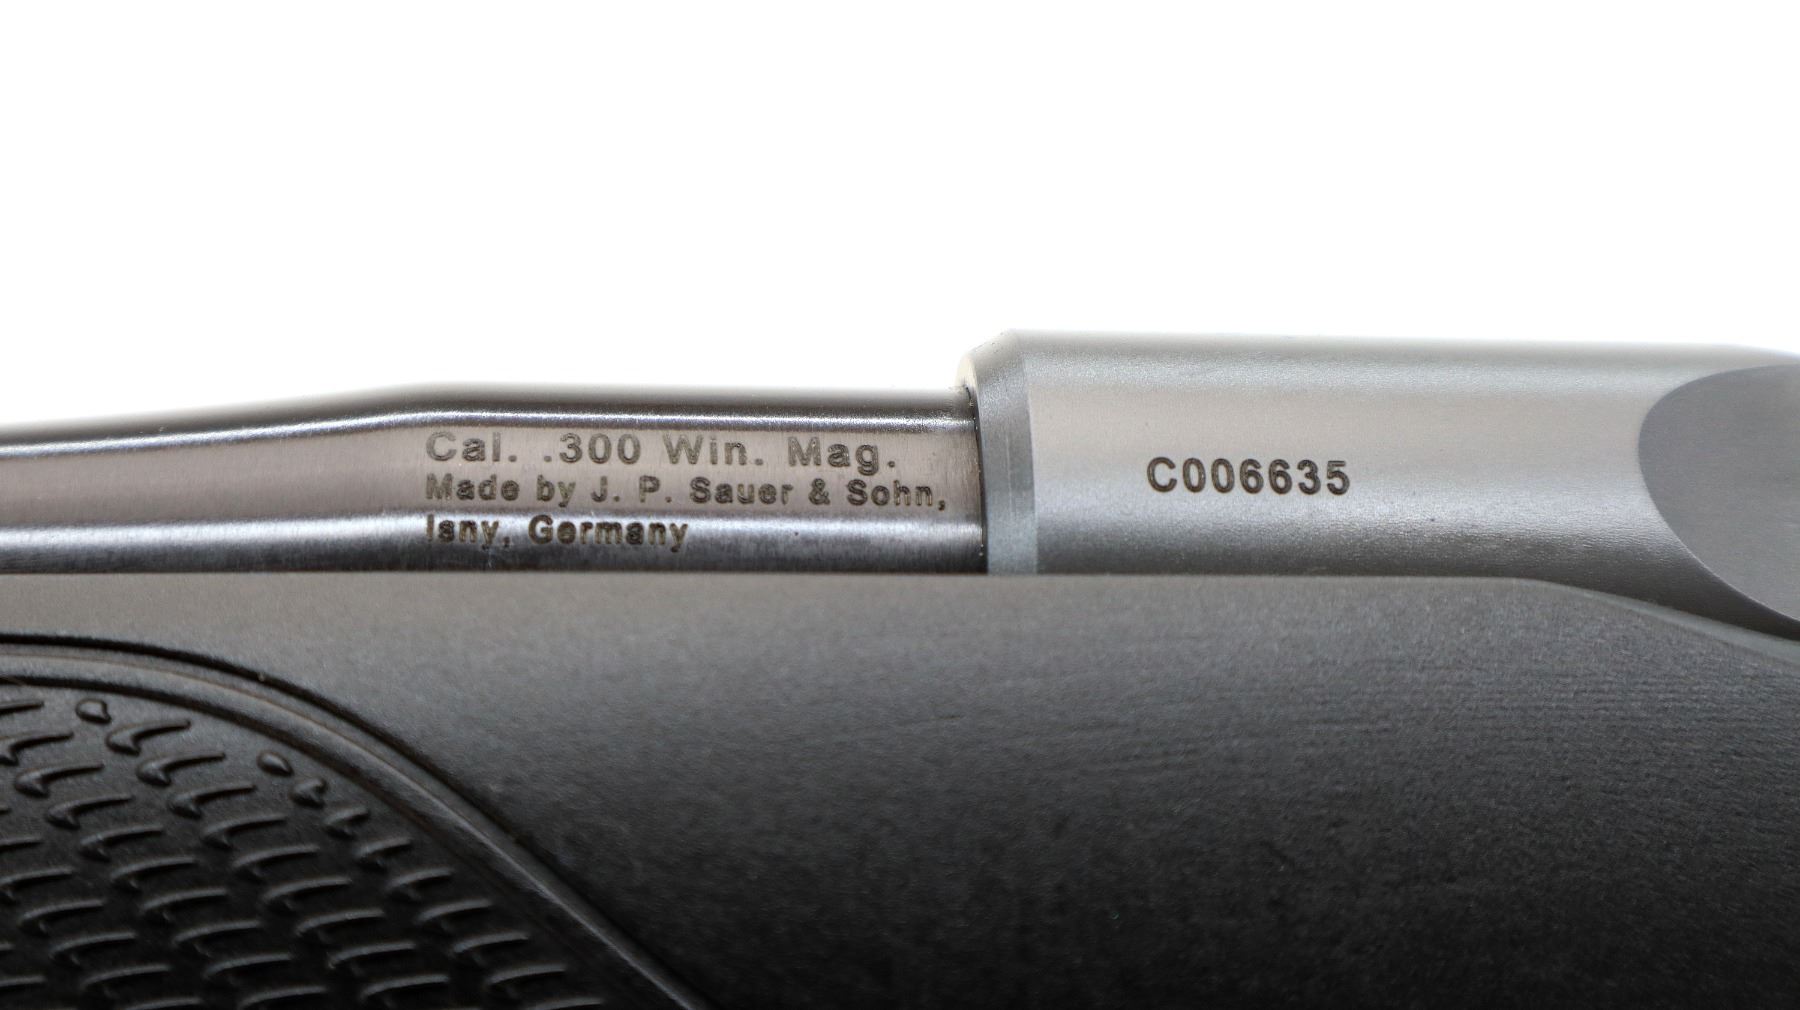 Cal. .300 Win. Mag.
Made by J. P. Sauer & Sohn,
Isny, Germany
C006635